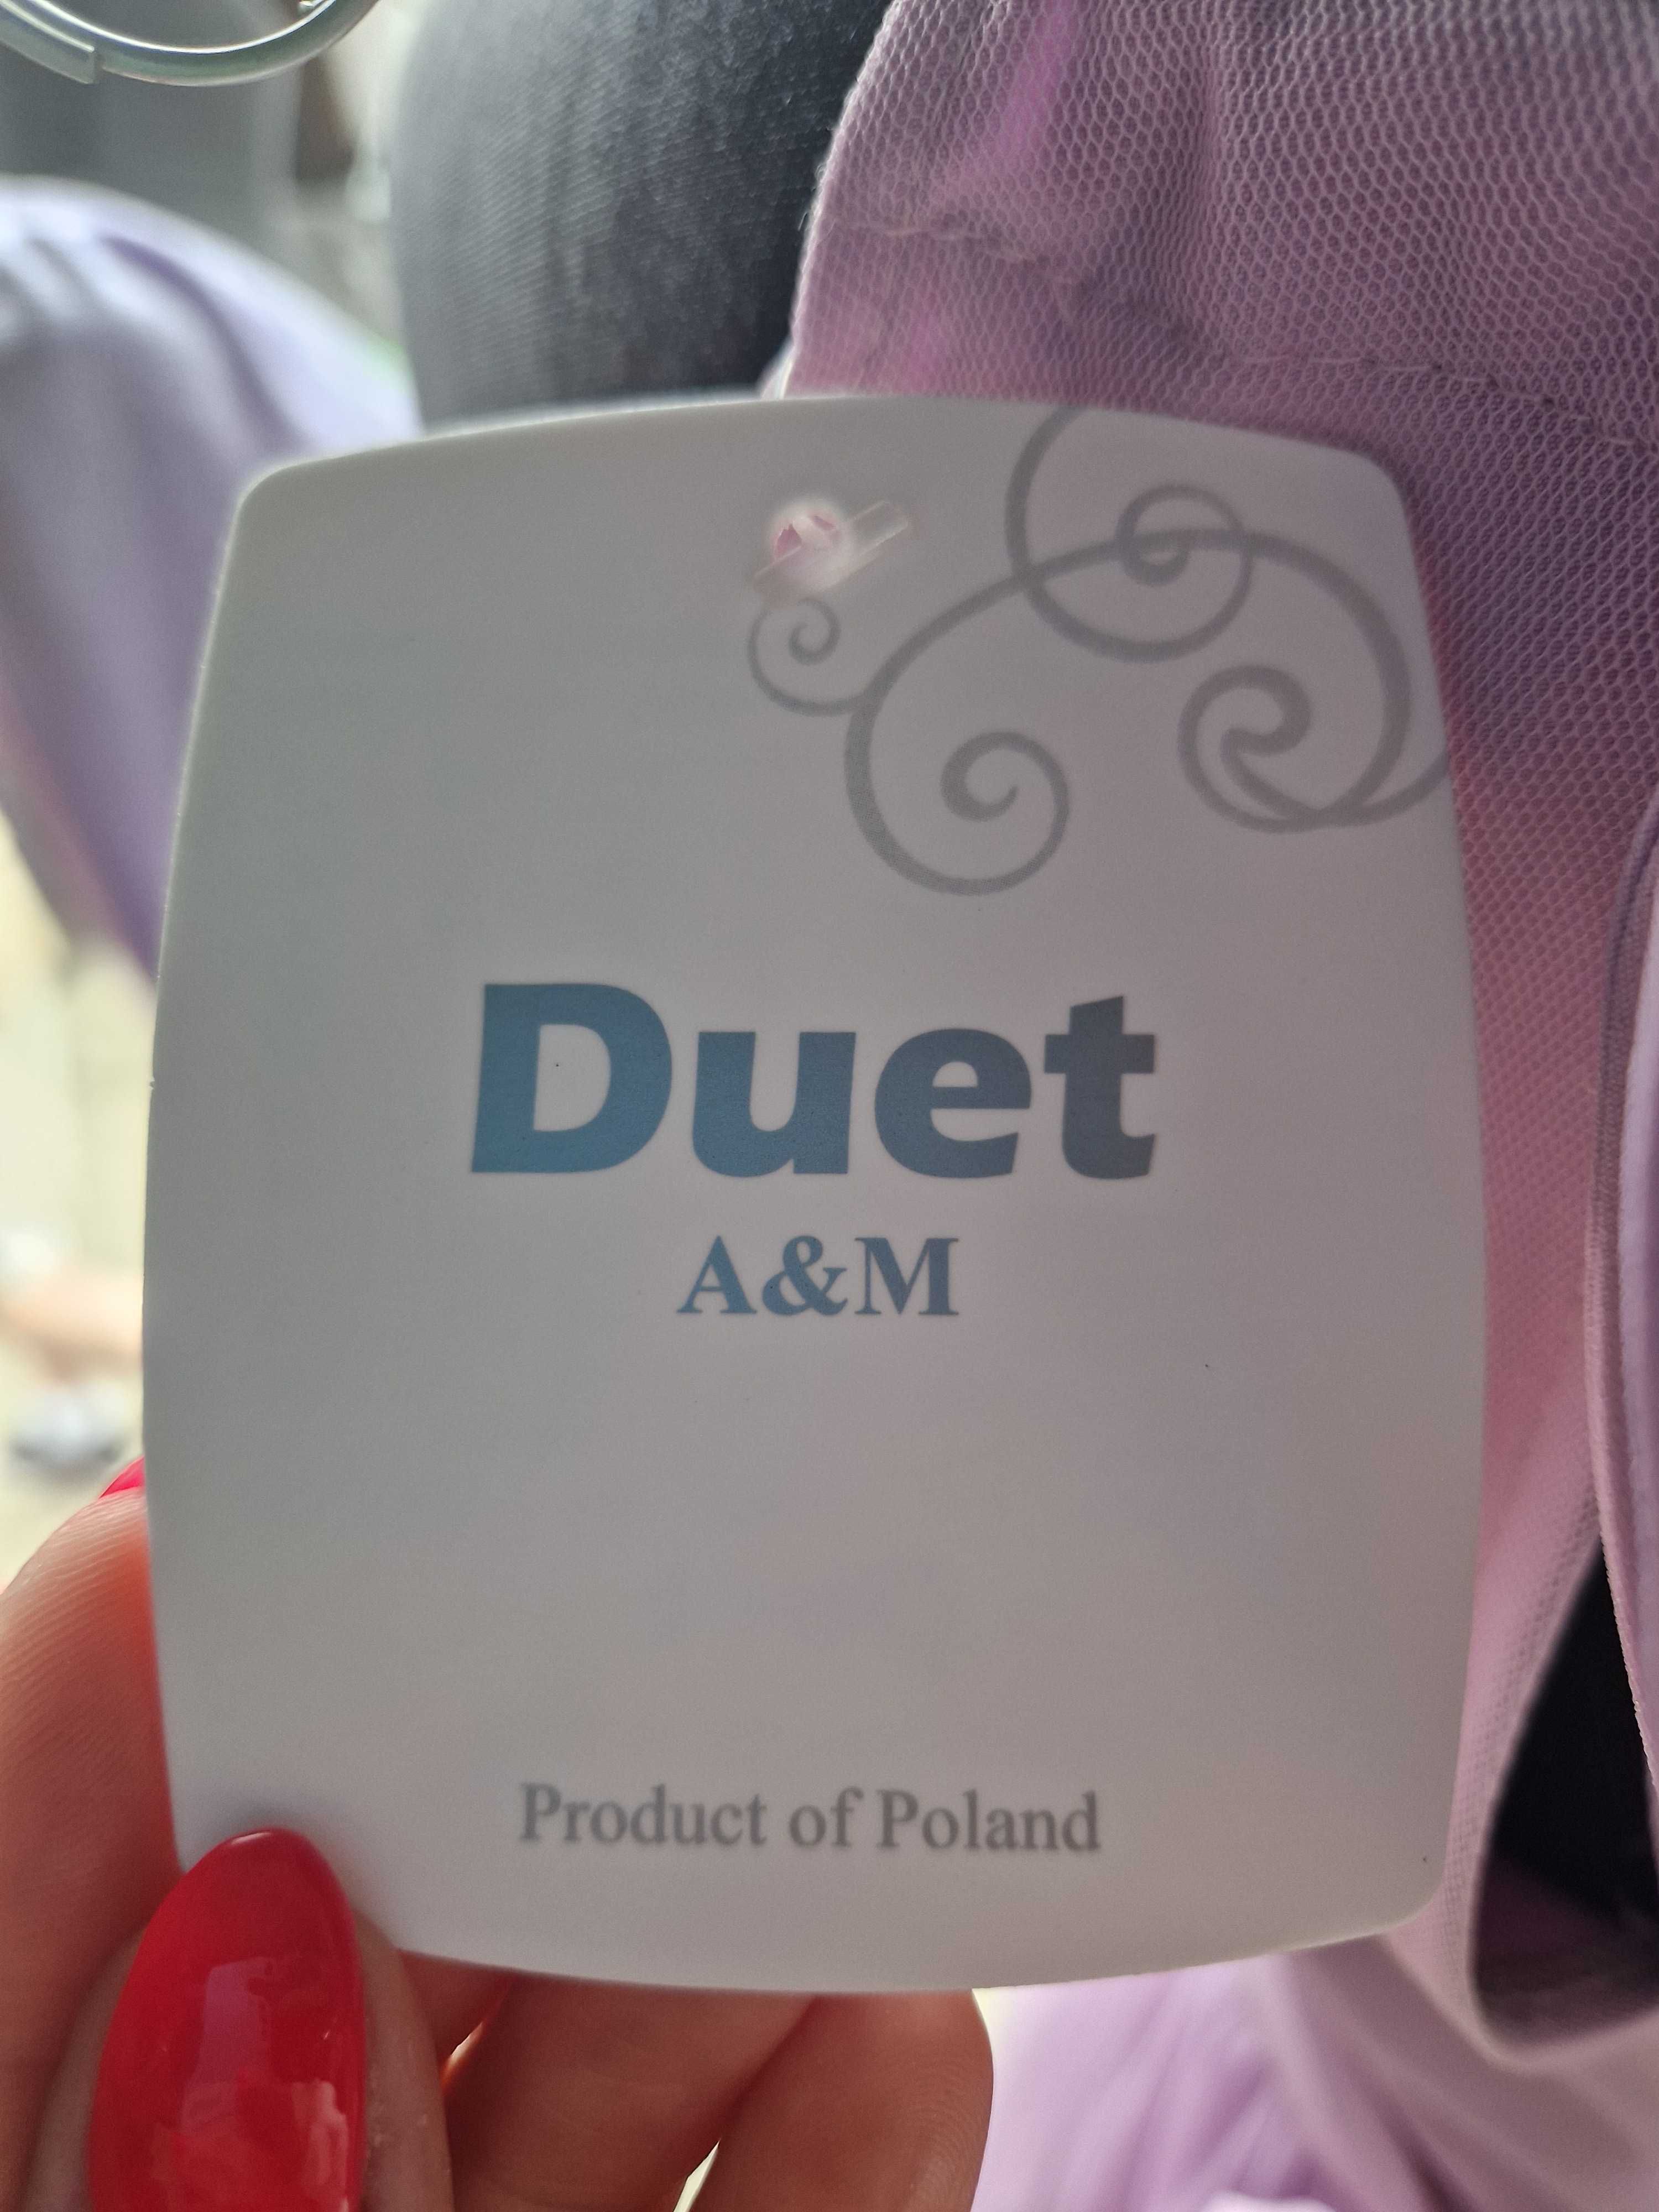 Duet
A&M
Product of Poland